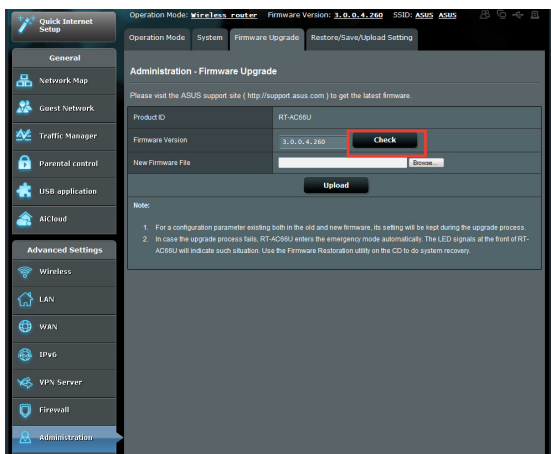 Quick Internet
Setup
Operation Mode: Wireless router Firmware Version: 3.0.0.4.260 SSID: ASUS ASUS
Operation Mode System Firmware Upgrade Restore/Save/Upload Setting
General
Network Map
Guest Network
Traffic Manager
Parental control
USB application
AiCloud
Advanced Settings
Wireless
LAN
WAN
IPv6
VPN Server
Firewall
Administration
Administration - Firmware Upgrade
Please visit the ASUS support site ( http://support.asus.com ) to get the latest firmware.
Product ID RT-AC66U
Firmware Version 3.0.0.4.260 Check
New Firmware File Browse...
Upload
Note:
1. For a configuration parameter existing both in the old and new firmware, its setting will be kept during the upgrade process.
2. In case the upgrade process fails, RT-AC66U enters the emergency mode automatically. The LED signals at the front of RT-
AC66U will indicate such situation. Use the Firmware Restoration utility on the CD to do system recovery.